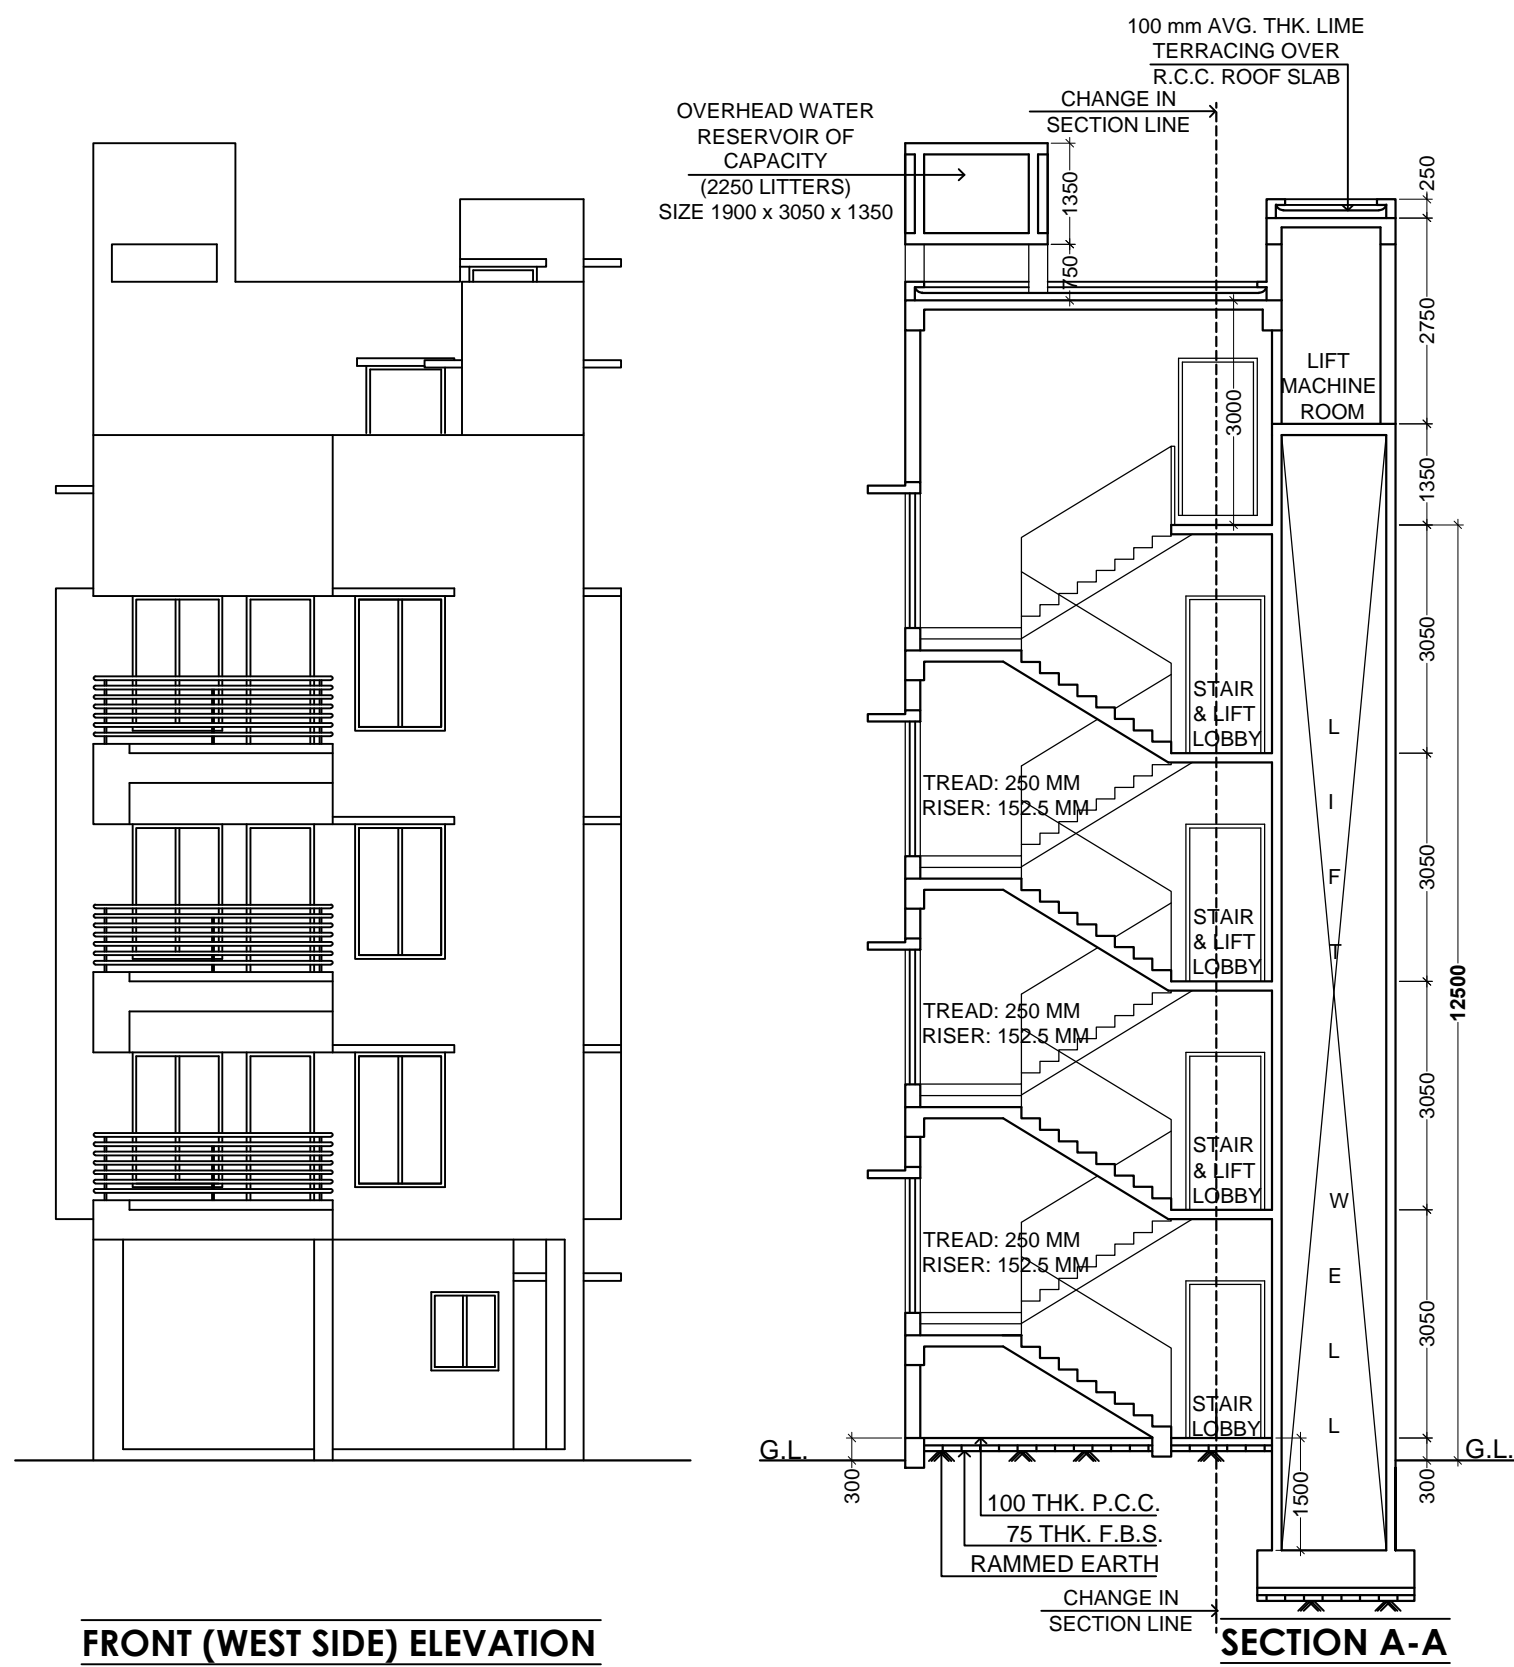 100 mm AVG. THK. LIME
TERRACING OVER
R.C.C. ROOF SLAB
CHANGE IN
SECTION LINE
OVERHEAD WATER
RESERVOIR OF
CAPACITY
(2250 LITTERS)
SIZE 1900 x 3050 x 1350
1350
750
250
2750
LIFT
MACHINE
ROOM
3000
1350
3050
STAIR
& LIFT
LOBBY
TREAD: 250 MM
RISER: 152.5 MM
3050
STAIR
& LIFT
LOBBY
12500
TREAD: 250 MM
RISER: 152.5 MM
3050
STAIR
& LIFT
LOBBY
TREAD: 250 MM
RISER: 152.5 MM
3050
STAIR
LOBBY
L
I
F
T
W
E
L
L
G.L.
G.L.
300
300
1500
100 THK. P.C.C.
75 THK. F.B.S.
RAMMED EARTH
CHANGE IN
SECTION LINE
FRONT (WEST SIDE) ELEVATION
SECTION A-A